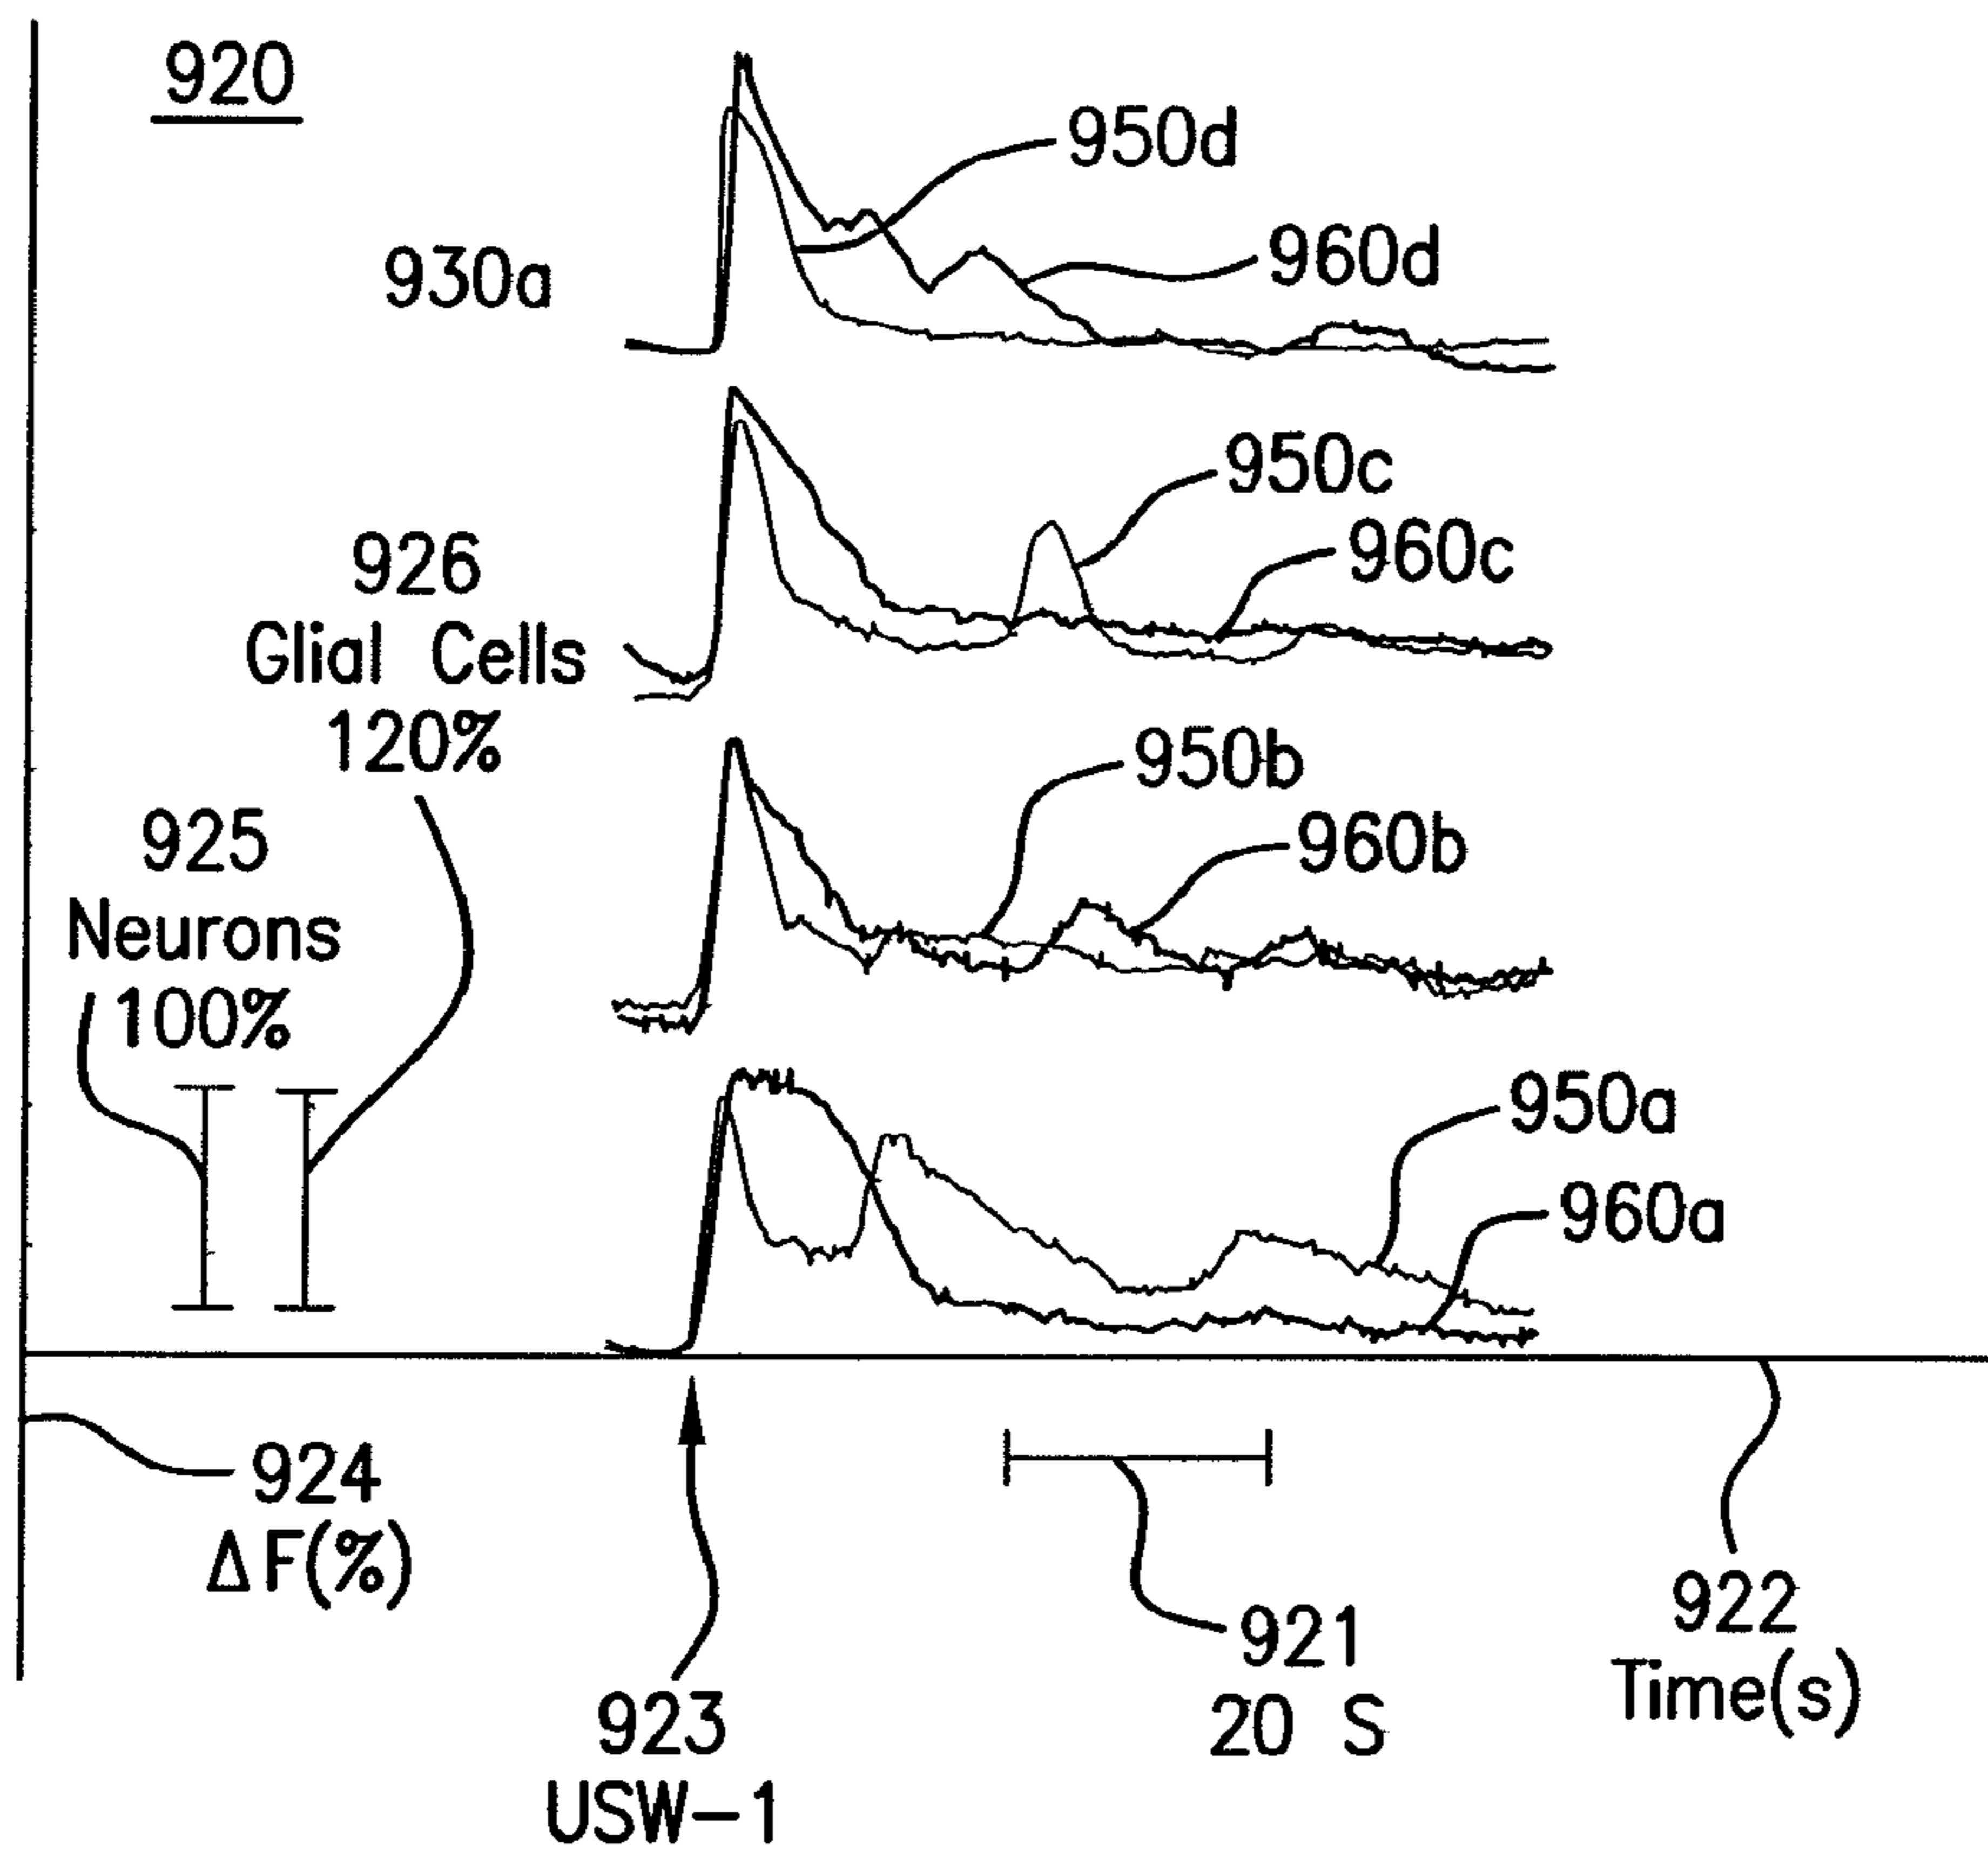 920
950d
960d
930a
950c
960c
926
Glial Cells
120%
950b
960b
925
Neurons
100%
950a
960a
924
ΔF(%)
921
20 S
922
Time(s)
923
USW-1